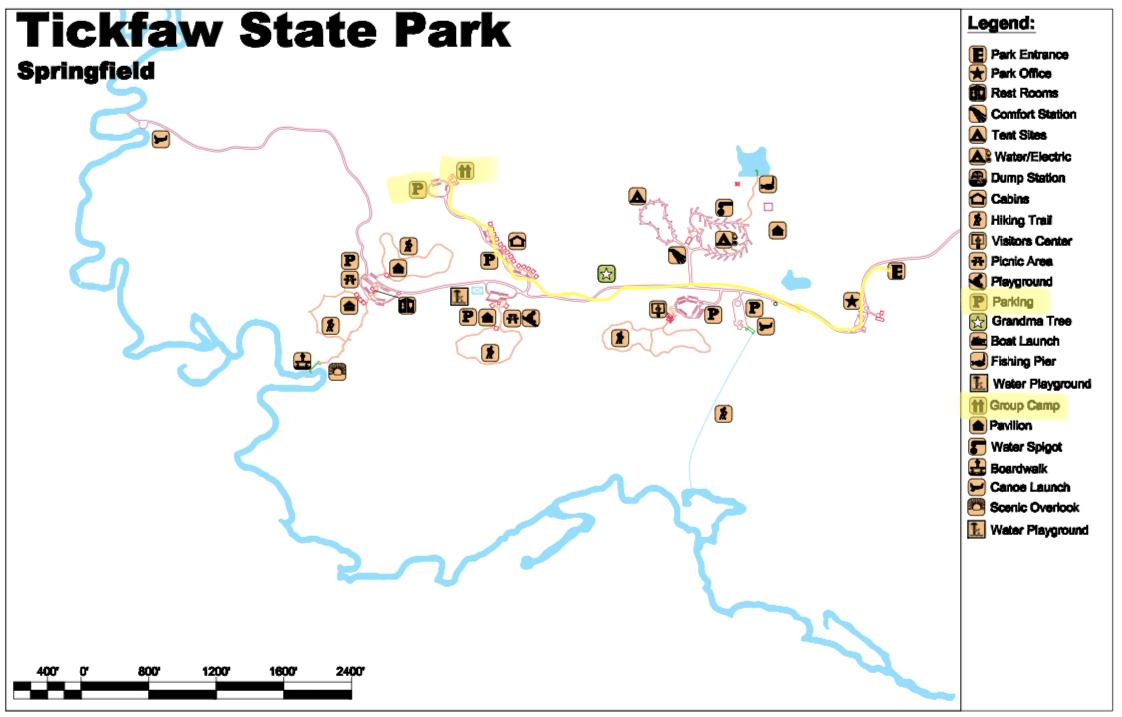 Tickfaw State Park
Springfield
Legend:
E Park Entrance
Park Office
Rest Rooms
Comfort Station
Tent Sites
Water/Electric
Dump Station
Cabins
Hiking Trail
Visitors Center
Picnic Area
Playground
P Parking
Grandma Tree
Boat Launch
Fishing Pier
Water Playground
Group Camp
Pavilion
Water Spigot
Boardwalk
Canoe Launch
Scenic Overlook
Water Playground
P
P
P
E
P
P
P
400' 0' 800' 1200' 1600' 2400'